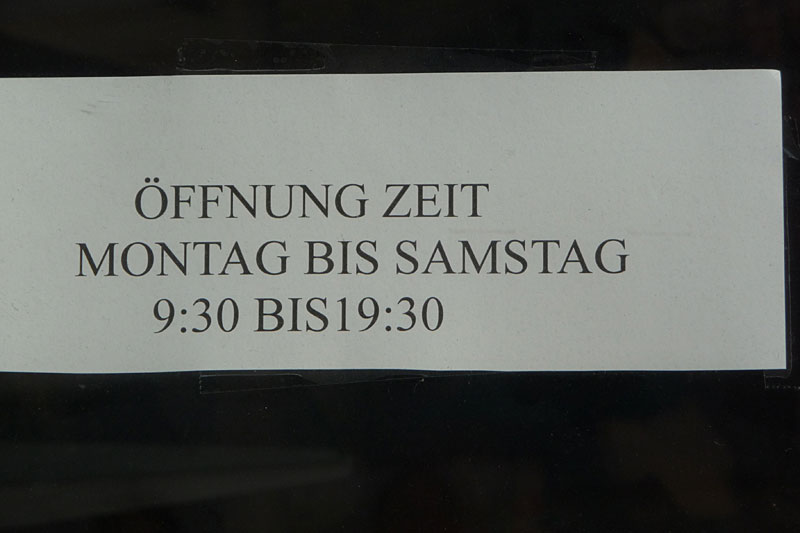 ÖFFNUNG ZEIT
MONTAG BIS SAMSTAG
9:30 BIS19:30